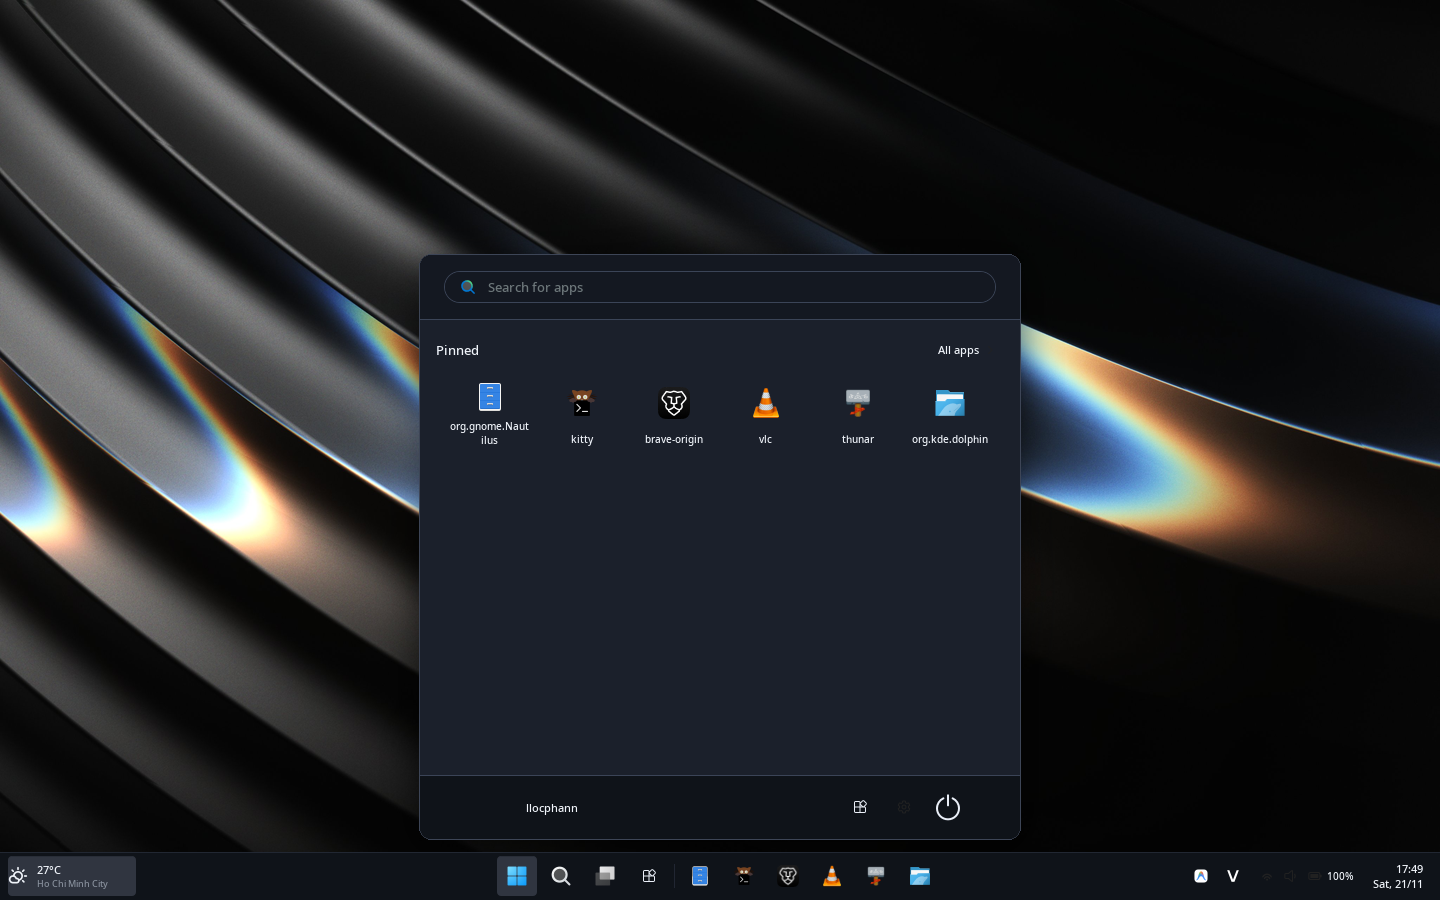 Search for apps
Pinned
All apps
org.gnome.Naut
ilus
kitty
brave-origin
vlc
thunar
org.kde.dolphin
llocphann
27°C
Ho Chi Minh City
V
100%
17:49
Sat, 21/11